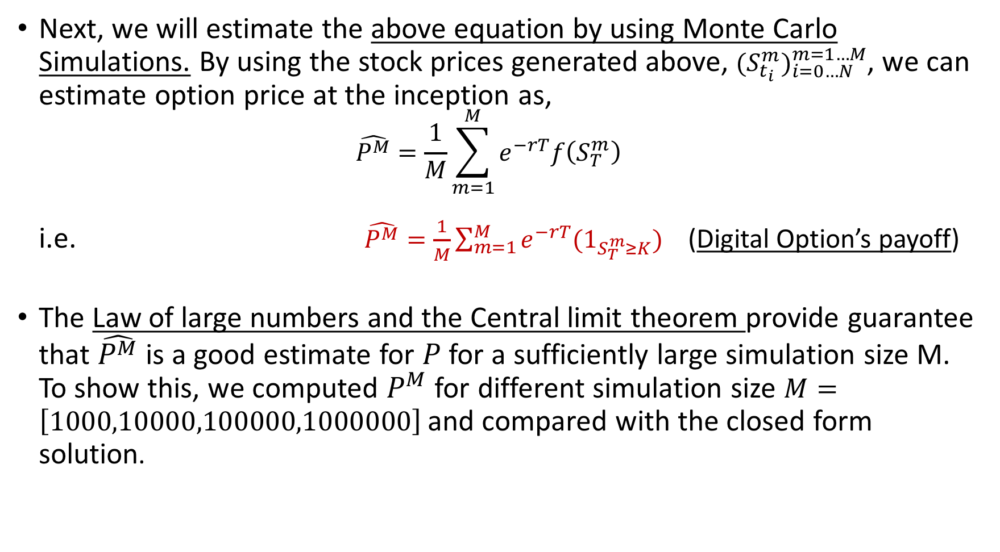 • Next, we will estimate the above equation by using Monte Carlo
Simulations. By using the stock prices generated above, $(S_{t_i}^m)_{i=0…N}^{m=1…M}$, we can
estimate option price at the inception as,
$\widehat{P^M} = \frac{1}{M} \sum_{m=1}^{M} e^{-rT} f(S_T^m)$
i.e. $\widehat{P^M} = \frac{1}{M} \sum_{m=1}^{M} e^{-rT} (1_{S_T^m \geq K})$ (Digital Option’s payoff)
• The Law of large numbers and the Central limit theorem provide guarantee
that $\widehat{P^M}$ is a good estimate for $P$ for a sufficiently large simulation size M.
To show this, we computed $P^M$ for different simulation size $M =$
[1000,10000,100000,1000000] and compared with the closed form
solution.